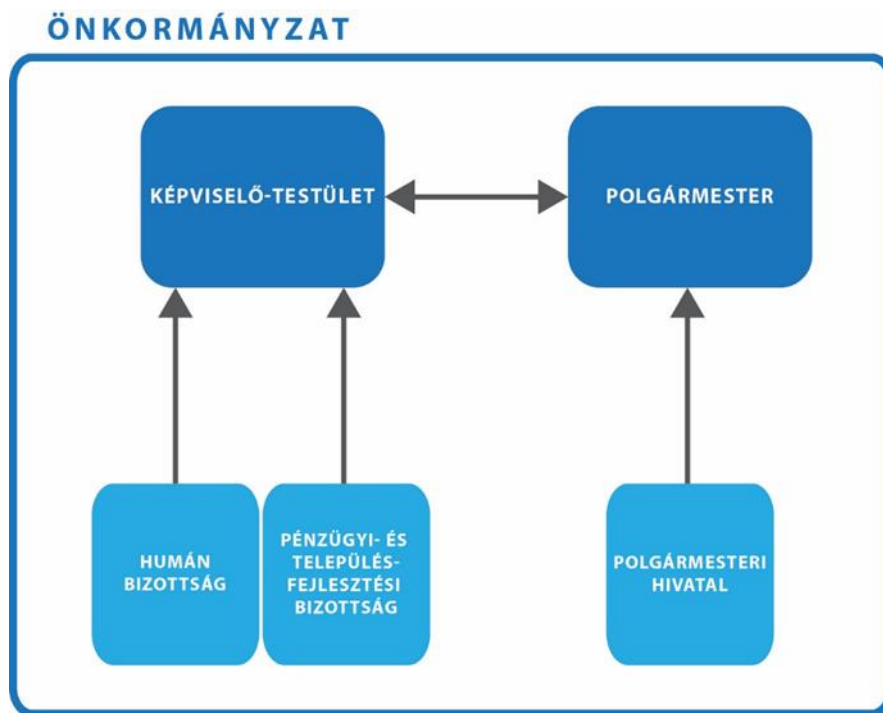 ÖNKORMÁNYZAT
KÉPVISELŐ-TESTÜLET
POLGÁRMESTER
HUMÁN
BIZOTTSÁG
PÉNZÜGYI- ÉS
TELEPÜLÉS-
FEJLESZTÉSI
BIZOTTSÁG
POLGÁRMESTERI
HIVATAL